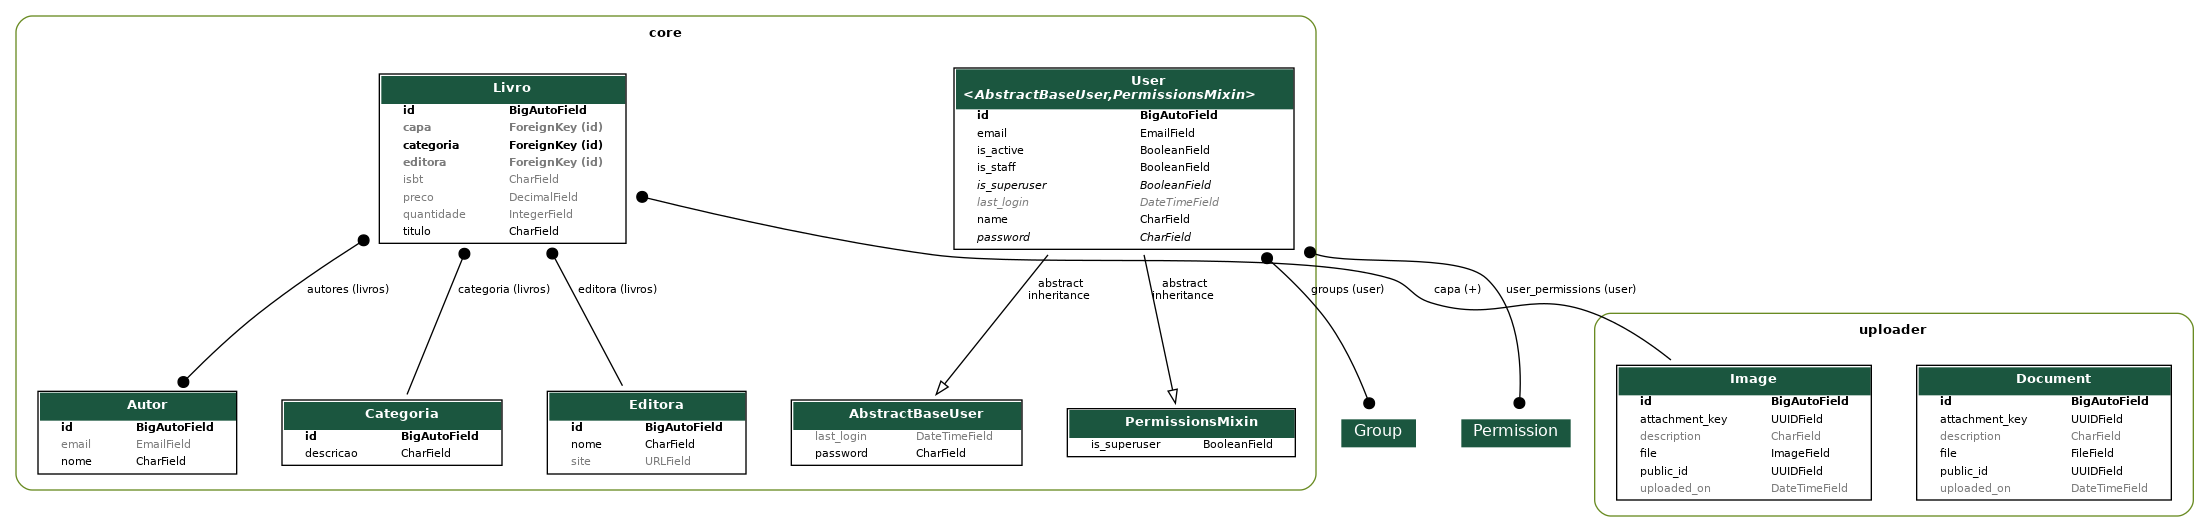 core
Livro
id BigAutoField
capa ForeignKey (id)
categoria ForeignKey (id)
editora ForeignKey (id)
isbt CharField
preco DecimalField
quantidade IntegerField
titulo CharField
User
<AbstractBaseUser,PermissionsMixin>
id BigAutoField
email EmailField
is_active BooleanField
is_staff BooleanField
is_superuser BooleanField
last_login DateTimeField
name CharField
password CharField
autores (livros)
categoria (livros)
editora (livros)
abstract
inheritance
abstract
inheritance
groups (user)
capa (+)
user_permissions (user)
Autor
id BigAutoField
email EmailField
nome CharField
Categoria
id BigAutoField
descricao CharField
Editora
id BigAutoField
nome CharField
site URLField
AbstractBaseUser
last_login DateTimeField
password CharField
PermissionsMixin
is_superuser BooleanField
Group
Permission
uploader
Image
id BigAutoField
attachment_key UUIDField
description CharField
file ImageField
public_id UUIDField
uploaded_on DateTimeField
Document
id BigAutoField
attachment_key UUIDField
description CharField
file FileField
public_id UUIDField
uploaded_on DateTimeField